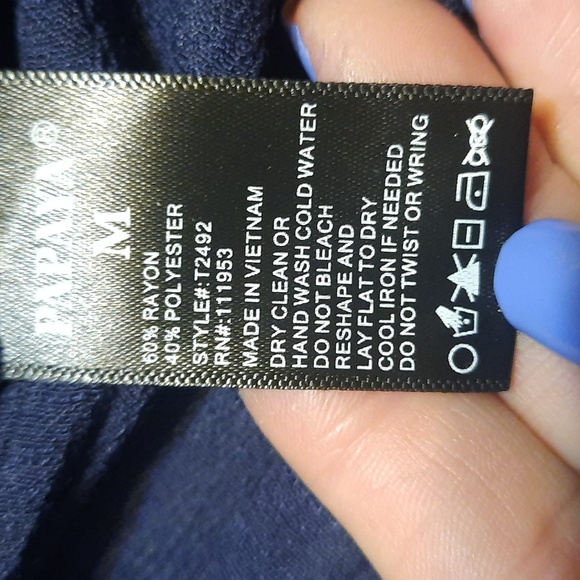 PAPAYA®
M
60% RAYON
40% POLYESTER
STYLE#: T2492
RN#: 111953
MADE IN VIETNAM
DRY CLEAN OR
HAND WASH COLD WATER
DO NOT BLEACH
RESHAPE AND
LAY FLAT TO DRY
COOL IRON IF NEEDED
DO NOT TWIST OR WRING